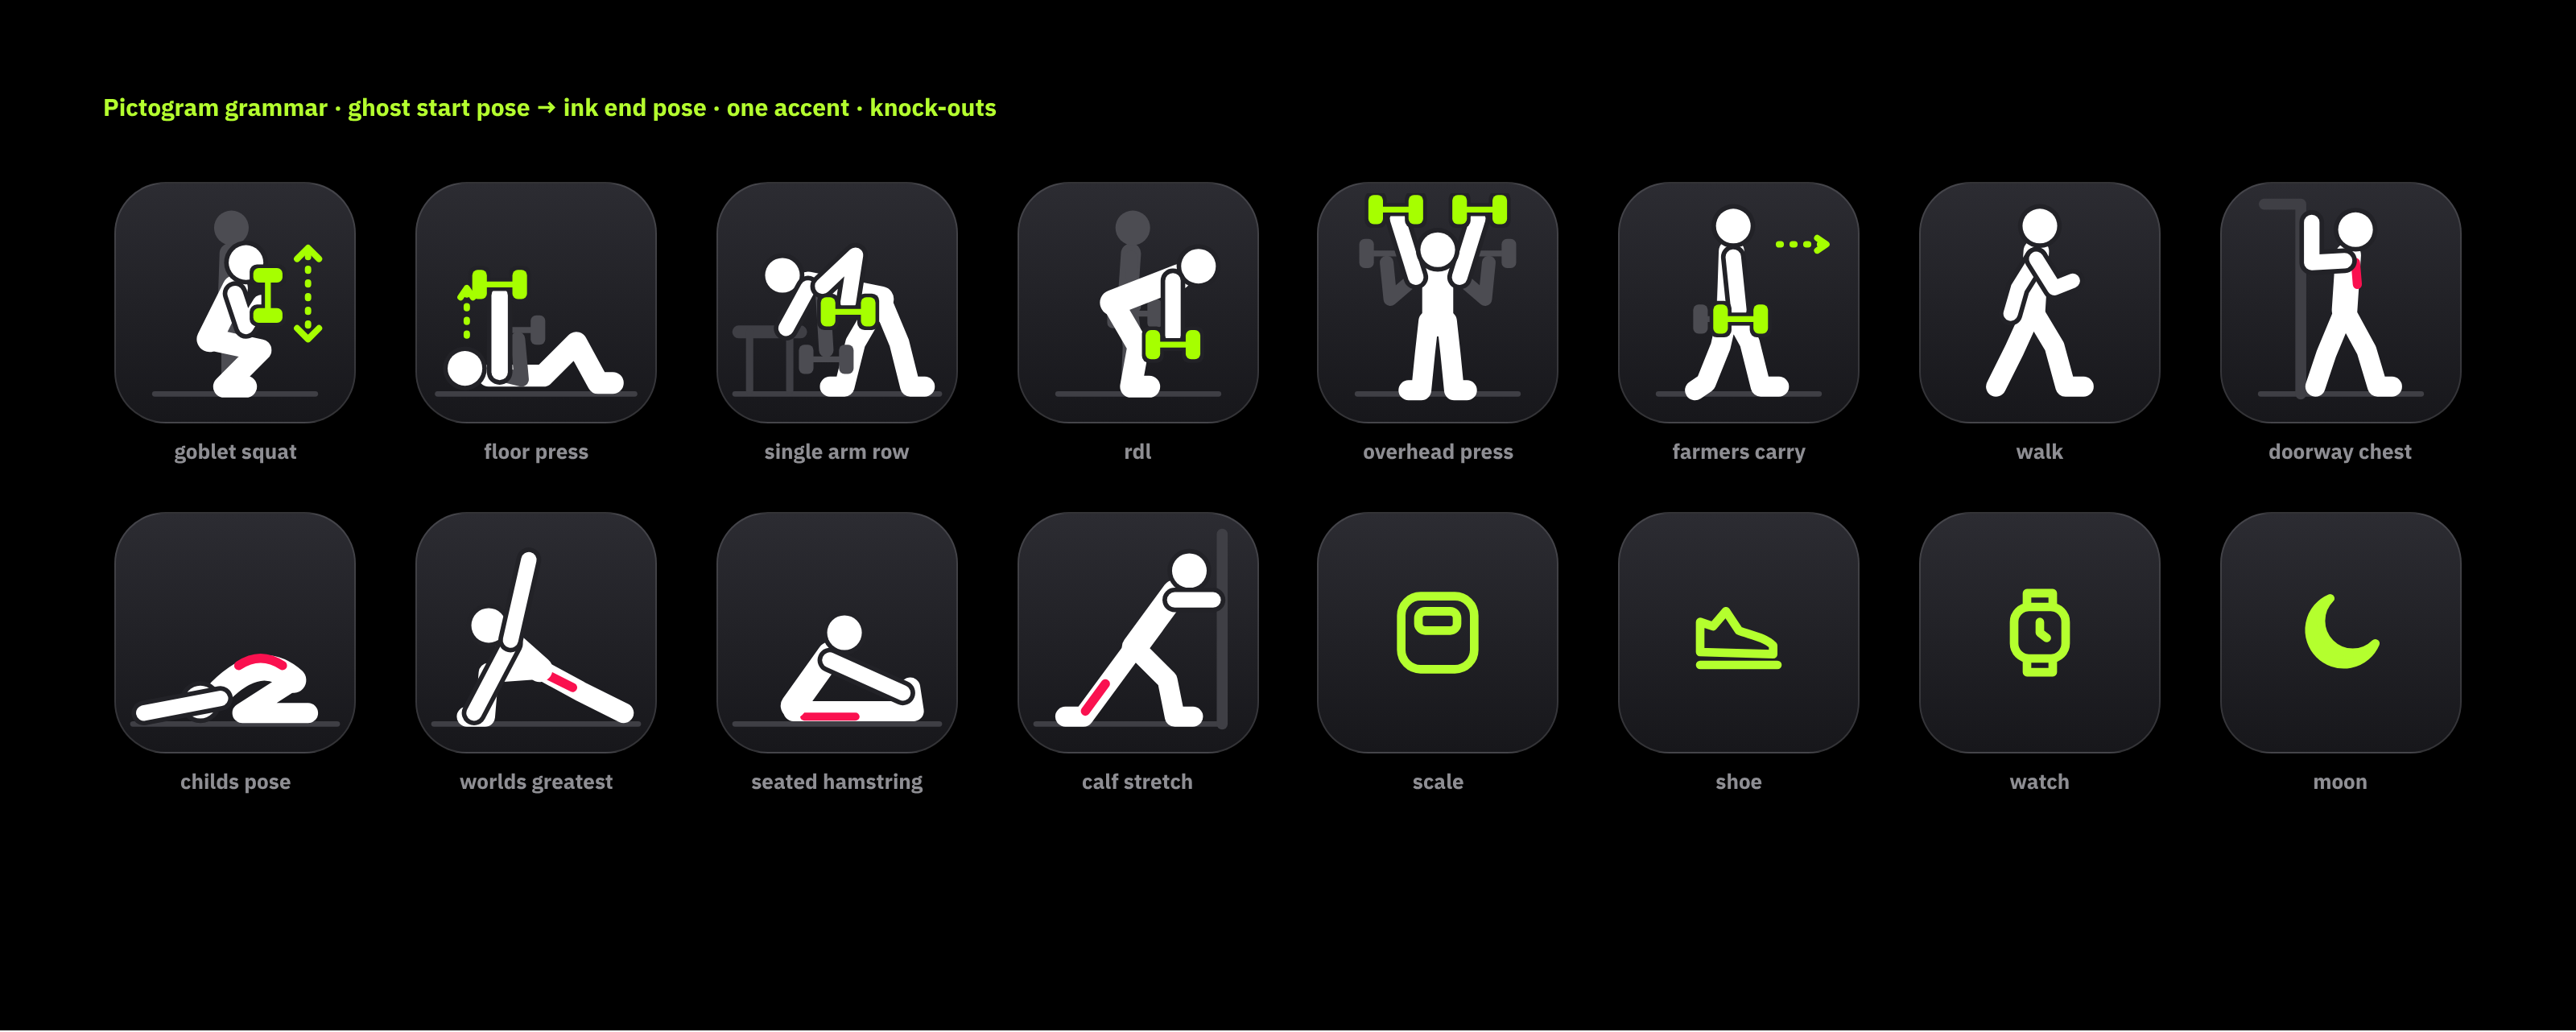 Pictogram grammar · ghost start pose → ink end pose · one accent · knock-outs
goblet squat
floor press
single arm row
rdl
overhead press
farmers carry
walk
doorway chest
childs pose
worlds greatest
seated hamstring
calf stretch
scale
shoe
watch
moon